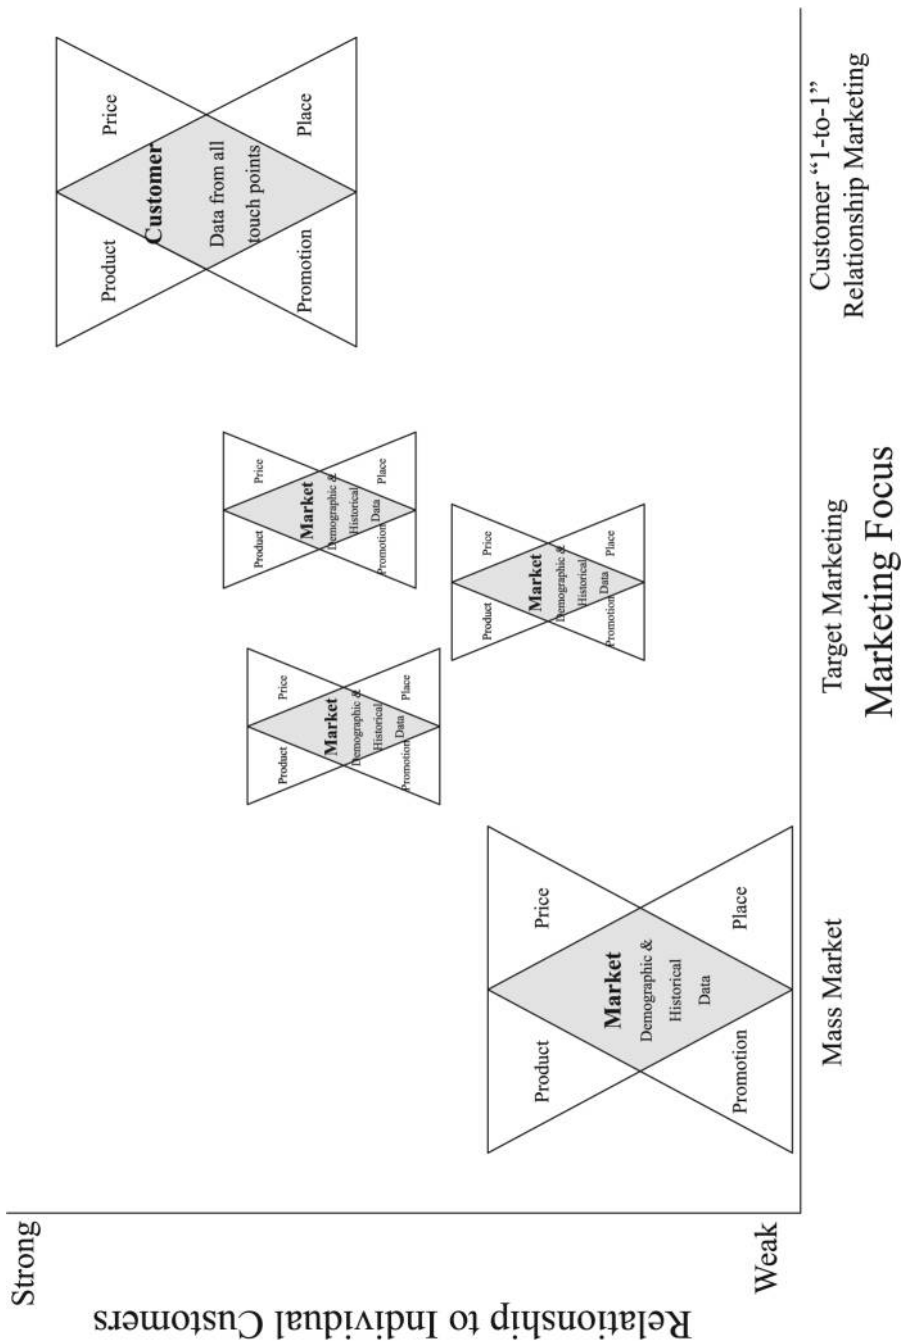 Strong
Weak
Relationship to Individual Customers
Product
Price
Market
Demographic &
Historical
Data
Promotion
Place
Product
Price
Market
Demographic &
Historical
Data
Promotion
Place
Product
Price
Market
Demographic &
Historical
Data
Promotion
Place
Product
Price
Market
Demographic &
Historical
Data
Promotion
Place
Product
Price
Customer
Data from all
touch points
Promotion
Place
Mass Market
Target Marketing
Customer “1-to-1”
Relationship Marketing
Marketing Focus